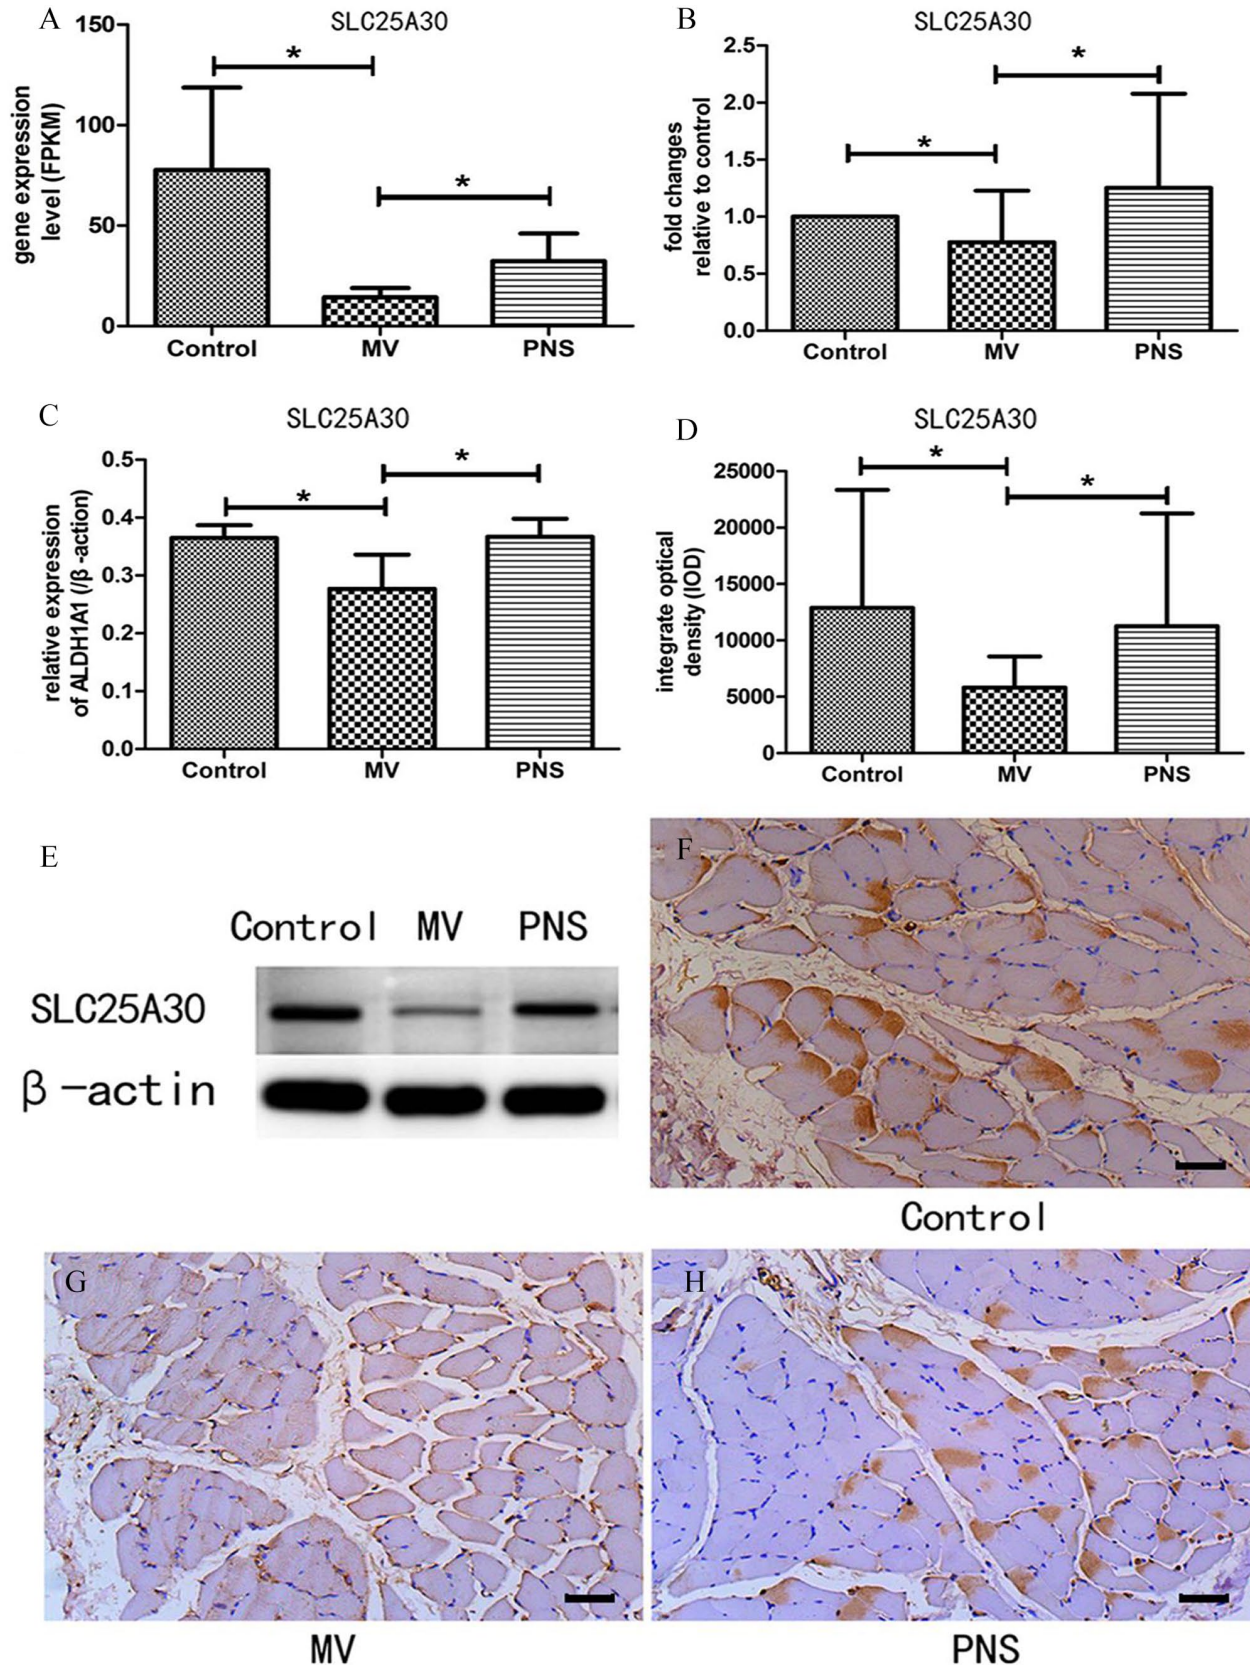 A
SLC25A30
150
100
50
0
gene expression
level (FPKM)
*
*
Control
MV
PNS
B
SLC25A30
2.5
2.0
1.5
1.0
0.5
0.0
fold changes
relative to control
*
*
Control
MV
PNS
C
SLC25A30
0.5
0.4
0.3
0.2
0.1
0.0
relative expression
of ALDH1A1 (/β-action)
*
*
Control
MV
PNS
D
SLC25A30
25000
20000
15000
10000
5000
0
integrate optical
density (IOD)
*
*
Control
MV
PNS
E
Control MV PNS
SLC25A30
β-actin
F
Control
G
MV
H
PNS